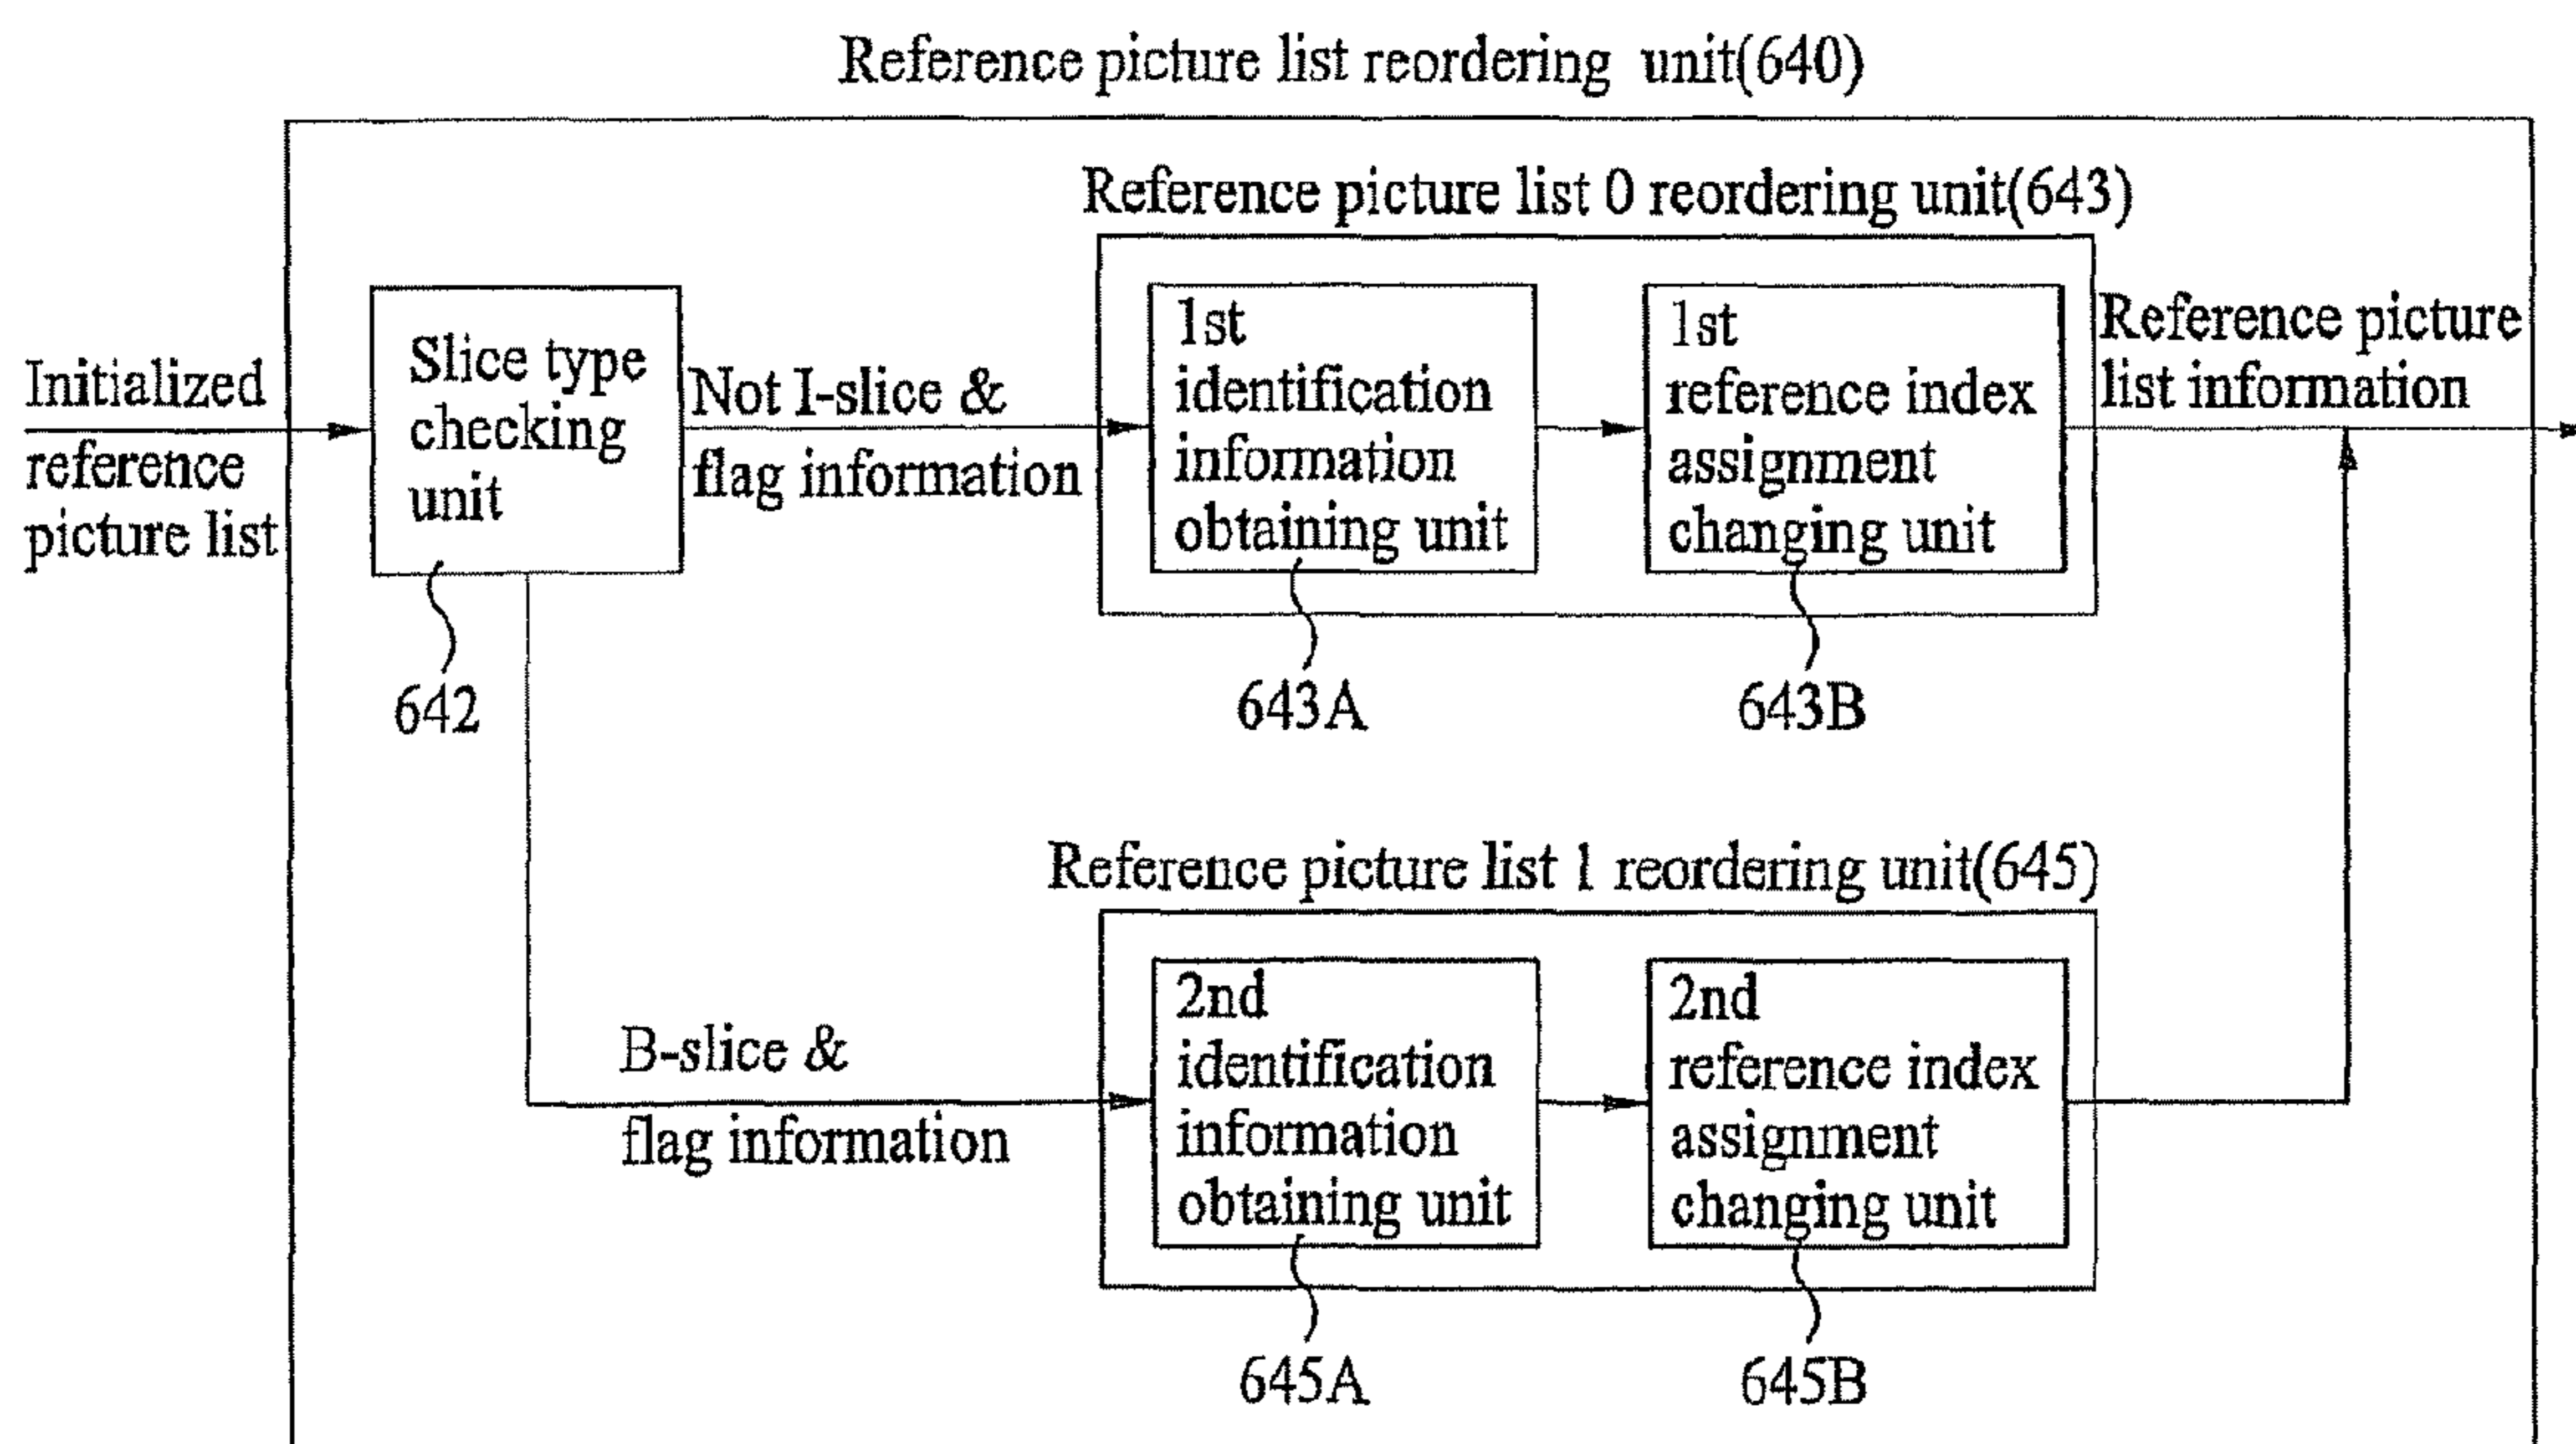 Reference picture list reordering unit(640)
Reference picture list 0 reordering unit(643)
Initialized
reference
picture list
Slice type
checking
unit
642
Not I-slice &
flag information
1st
identification
information
obtaining unit
643A
1st
reference index
assignment
changing unit
643B
Reference picture
list information
Reference picture list 1 reordering unit(645)
B-slice &
flag information
2nd
identification
information
obtaining unit
645A
2nd
reference index
assignment
changing unit
645B